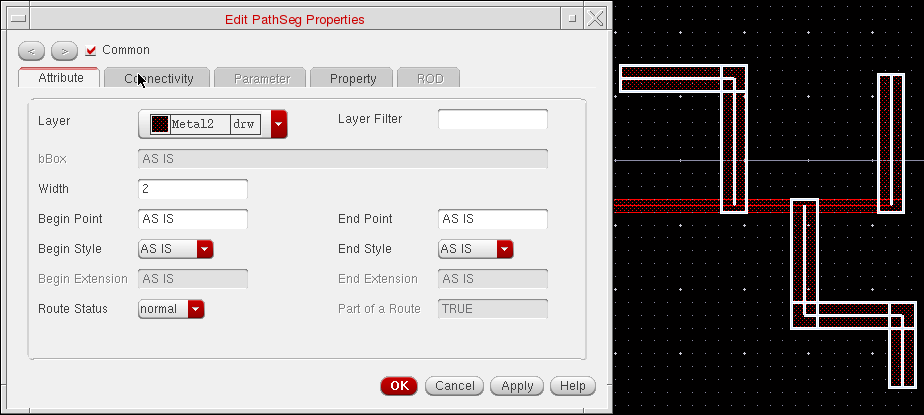 Edit PathSeg Properties
< > Common
Attribute Connectivity Parameter Property ROD
Layer Metal2 drw Layer Filter
bBox AS IS
Width 2
Begin Point AS IS End Point AS IS
Begin Style AS IS End Style AS IS
Begin Extension AS IS End Extension AS IS
Route Status normal Part of a Route TRUE
OK Cancel Apply Help